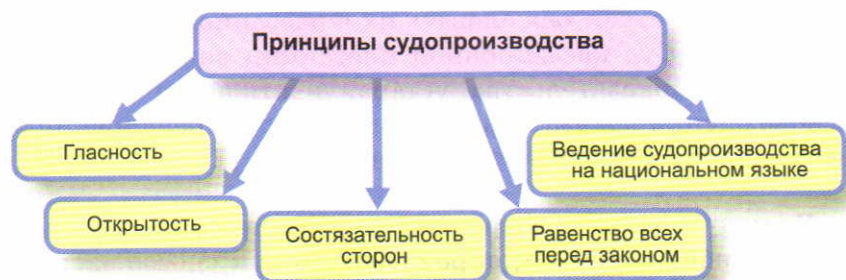 Принципы судопроизводства
Гласность
Открытость
Состязательность
сторон
Равенство всех
перед законом
Ведение судопроизводства
на национальном языке